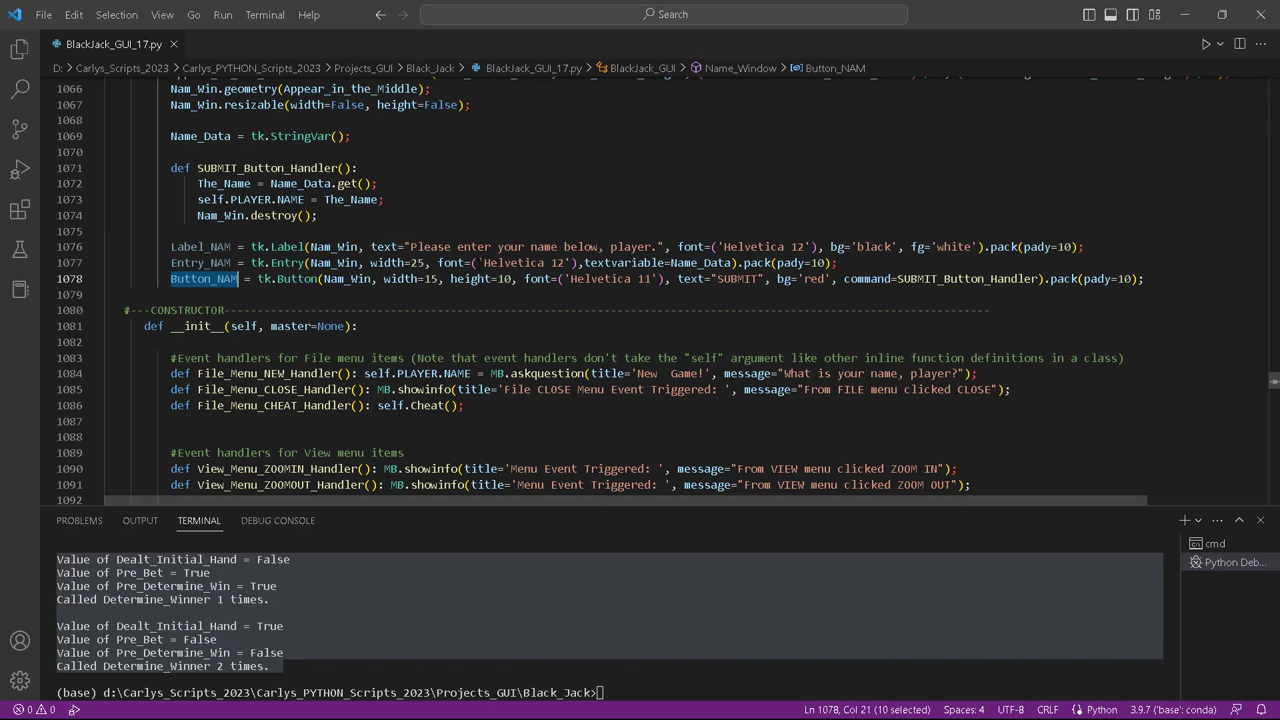 File Edit Selection View Go Run Terminal Help Search
BlackJack_GUI_17.py
D: > Carlys_Scripts_2023 > Carlys_PYTHON_Scripts_2023 > Projects_GUI > Black_Jack > BlackJack_GUI_17.py > BlackJack_GUI > Name_Window > Button_NAM
1066 Nam_Win.geometry(Appear_in_the_Middle);
1067 Nam_Win.resizable(width=False, height=False);
1068
1069 Name_Data = tk.StringVar();
1070
1071 def SUBMIT_Button_Handler():
1072 The_Name = Name_Data.get();
1073 self.PLAYER.NAME = The_Name;
1074 Nam_Win.destroy();
1075
1076 Label_NAM = tk.Label(Nam_Win, text="Please enter your name below, player.", font=('Helvetica 12'), bg='black', fg='white').pack(pady=10);
1077 Entry_NAM = tk.Entry(Nam_Win, width=25, font=('Helvetica 12'),textvariable=Name_Data).pack(pady=10);
1078 Button_NAM = tk.Button(Nam_Win, width=15, height=10, font=('Helvetica 11'), text="SUBMIT", bg='red', command=SUBMIT_Button_Handler).pack(pady=10);
1079
1080 #---CONSTRUCTOR--------------------------------------------------------------------------------------------------------------------
1081 def __init__(self, master=None):
1082
1083 #Event handlers for File menu items (Note that event handlers don't take the "self" argument like other inline function definitions in a class)
1084 def File_Menu_NEW_Handler(): self.PLAYER.NAME = MB.askquestion(title='New  Game!', message="What is your name, player?");
1085 def File_Menu_CLOSE_Handler(): MB.showinfo(title='File CLOSE Menu Event Triggered: ', message="From FILE menu clicked CLOSE");
1086 def File_Menu_CHEAT_Handler(): self.Cheat();
1087
1088
1089 #Event handlers for View menu items
1090 def View_Menu_ZOOMIN_Handler(): MB.showinfo(title='Menu Event Triggered: ', message="From VIEW menu clicked ZOOM IN");
1091 def View_Menu_ZOOMOUT_Handler(): MB.showinfo(title='Menu Event Triggered: ', message="From VIEW menu clicked ZOOM OUT");
1092
PROBLEMS OUTPUT TERMINAL DEBUG CONSOLE
cmd
Python Deb...
Value of Dealt_Initial_Hand = False
Value of Pre_Bet = True
Value of Pre_Determine_Win = True
Called Determine_Winner 1 times.
Value of Dealt_Initial_Hand = True
Value of Pre_Bet = False
Value of Pre_Determine_Win = False
Called Determine_Winner 2 times.
(base) d:\Carlys_Scripts_2023\Carlys_PYTHON_Scripts_2023\Projects_GUI\Black_Jack>
0 0 Ln 1078, Col 21 (10 selected) Spaces: 4 UTF-8 CRLF Python 3.9.7 ('base': conda)